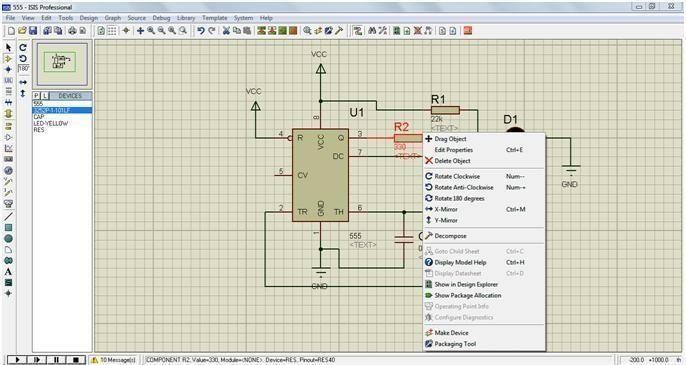 555 - ISIS Professional
File View Edit Tools Design Graph Source Debug Library Template System Help
P L DEVICES
555
CAP
LED-YELLOW
RES
VCC
VCC
U1
R1
22k
<TEXT>
D1
R2
330
<TEXT>
8
VCC
4 R Q 3
DC 7
5 CV
2 TR TH 6
GND
1
555
<TEXT>
GND
GND
Drag Object
Edit Properties Ctrl+E
Delete Object
Rotate Clockwise Num--
Rotate Anti-Clockwise Num-+
Rotate 180 degrees
X-Mirror Ctrl+M
Y-Mirror
Decompose
Goto Child Sheet Ctrl+C
Display Model Help Ctrl+H
Display Datasheet Ctrl+D
Show in Design Explorer
Show Package Allocation
Operating Point Info
Configure Diagnostics
Make Device
Packaging Tool
10 Message(s)
COMPONENT R2, Value=330, Module=<NONE>, Device=RES, Pinout=RES40
-200.0 +1000.0 th